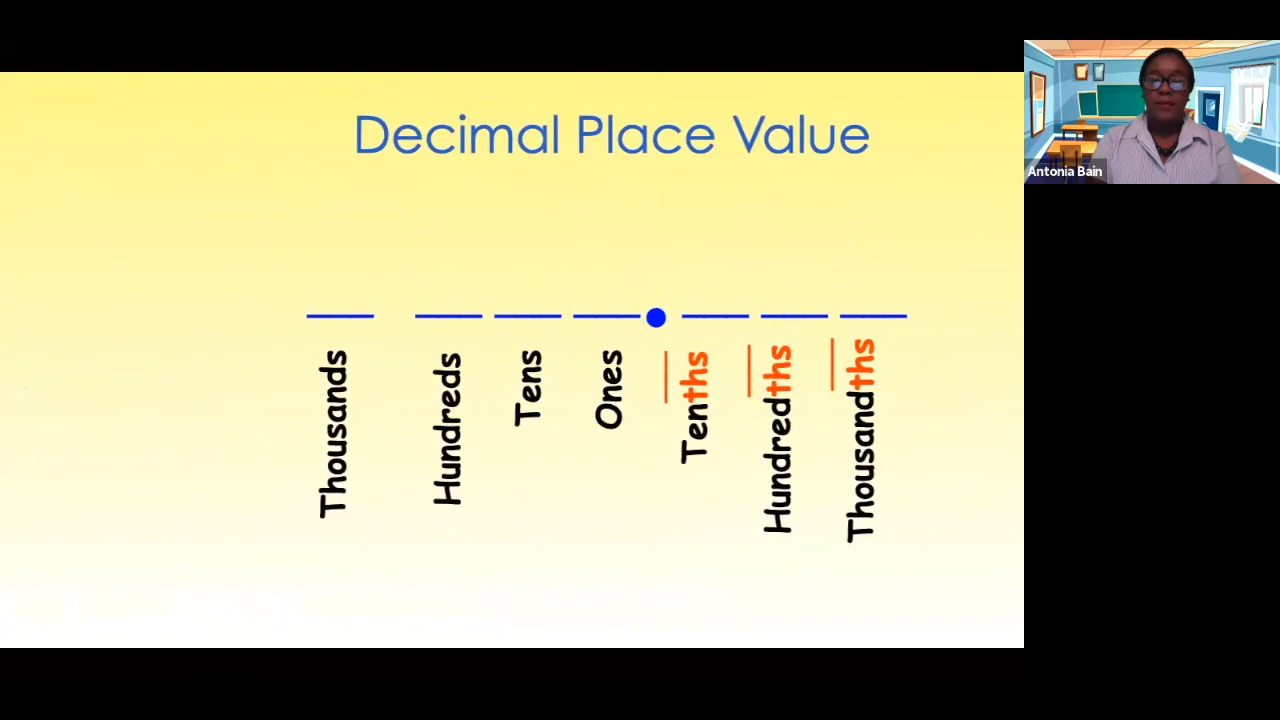 Decimal Place Value
Thousands
Hundreds
Tens
Ones
Tenths
Hundredths
Thousandths
Antonia Bain